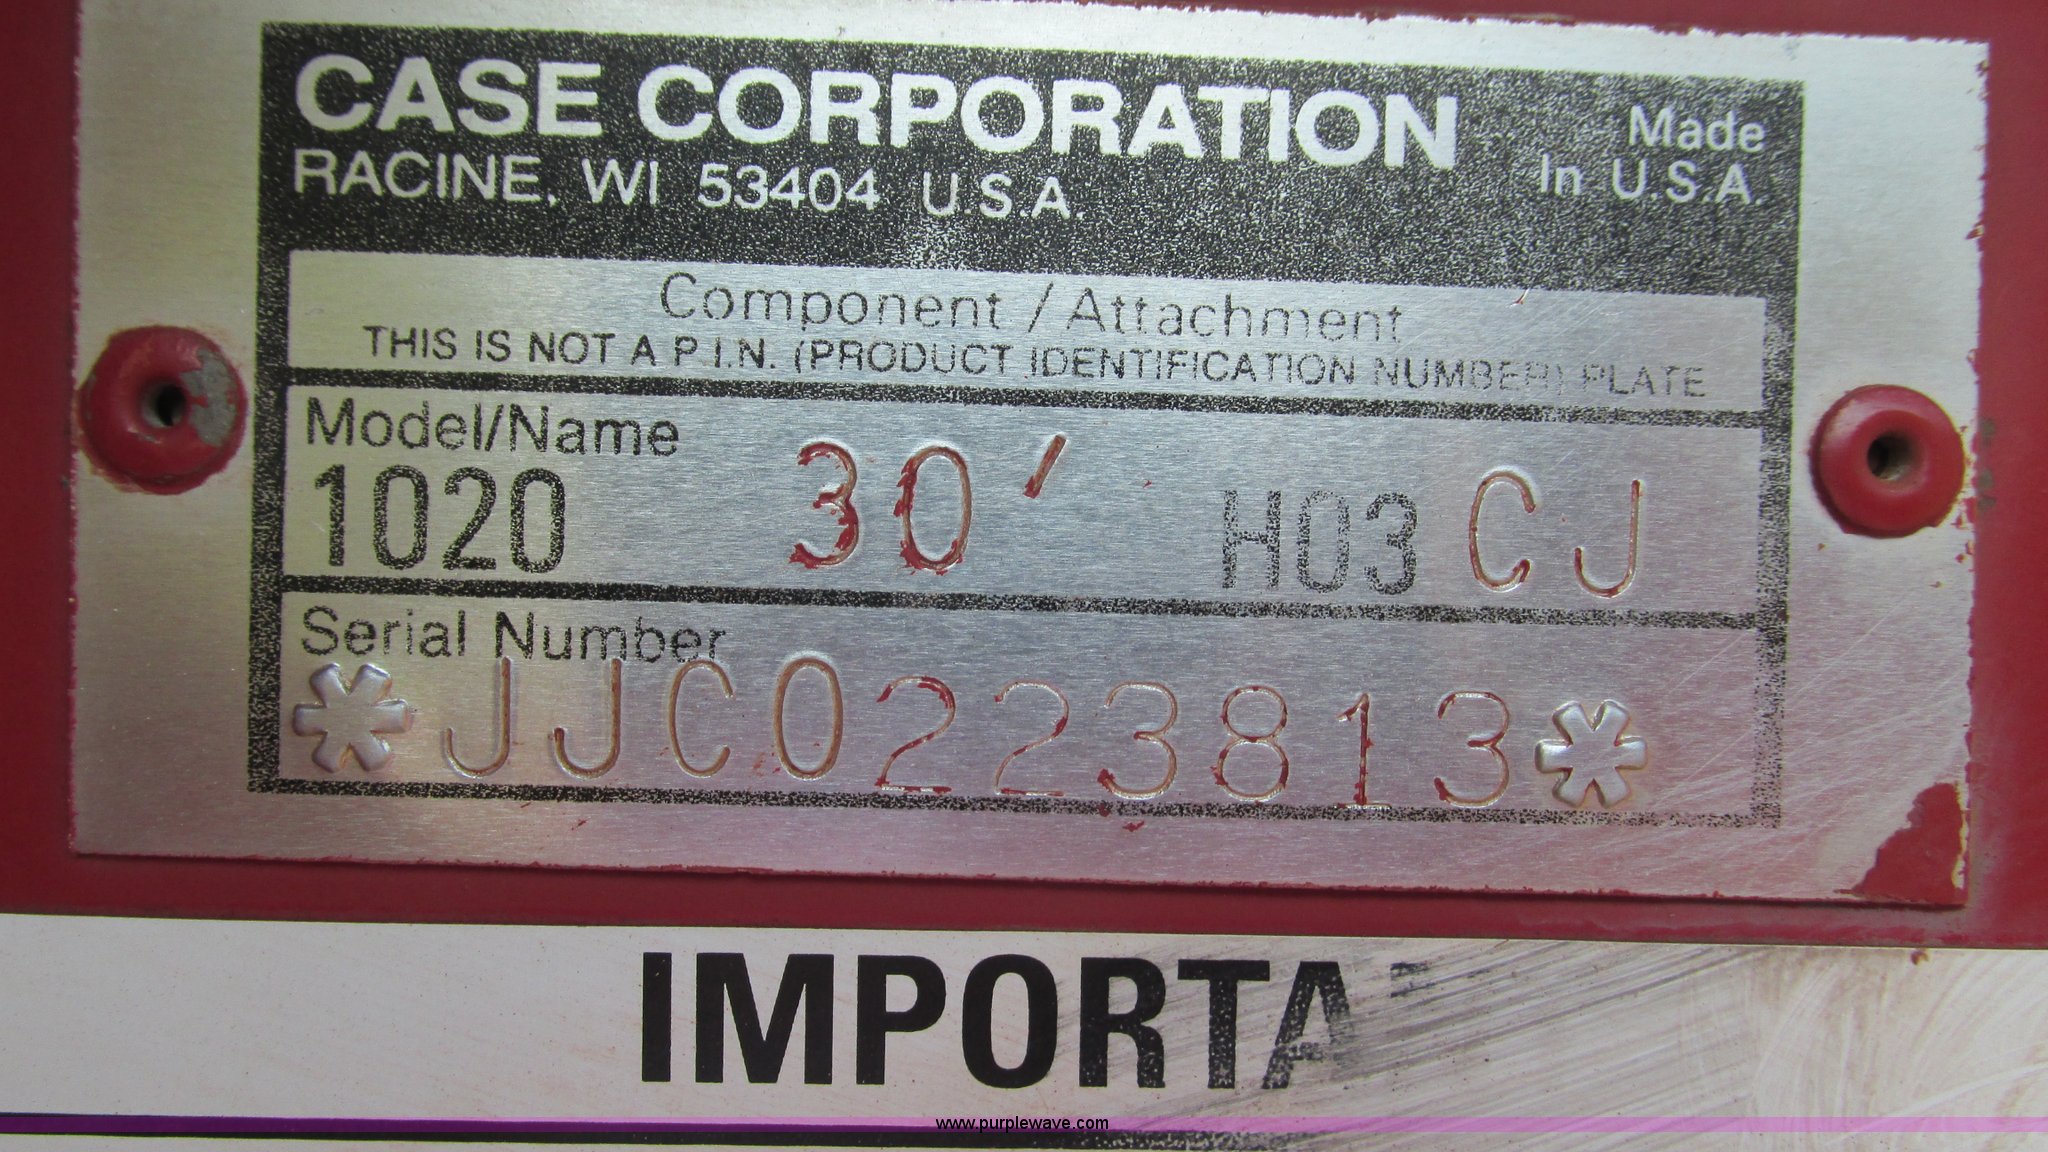 CASE CORPORATION
RACINE, WI 53404 U.S.A.
Made
In U.S.A.
Component / Attachment
THIS IS NOT A P.I.N. (PRODUCT IDENTIFICATION NUMBER) PLATE
Model/Name
1020 30' H03 CJ
Serial Number
*JJC0223813*
IMPORTA
www.purplewave.com